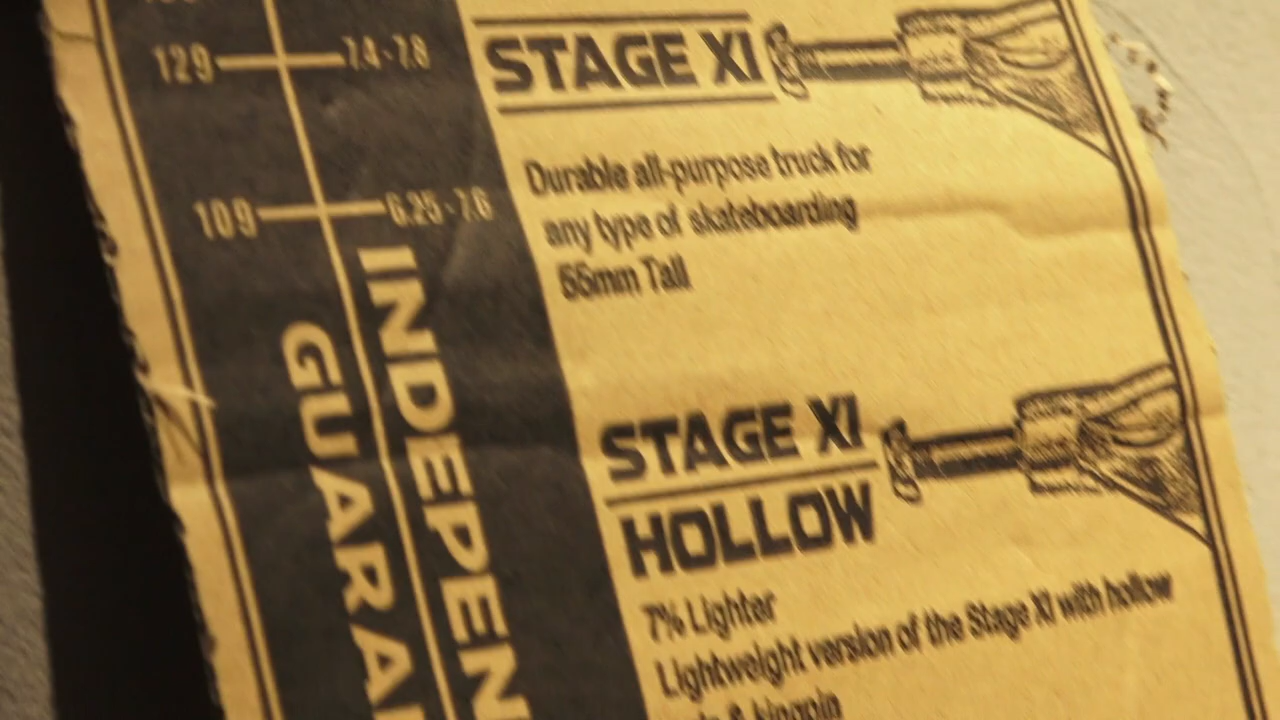 129 7.4-7.8
109 6.25-7.6
INDEPEN
GUARA
STAGE XI
Durable all-purpose truck for
any type of skateboarding
55mm Tall
STAGE XI
HOLLOW
7% Lighter
Lightweight version of the Stage XI with hollow
& kingpin